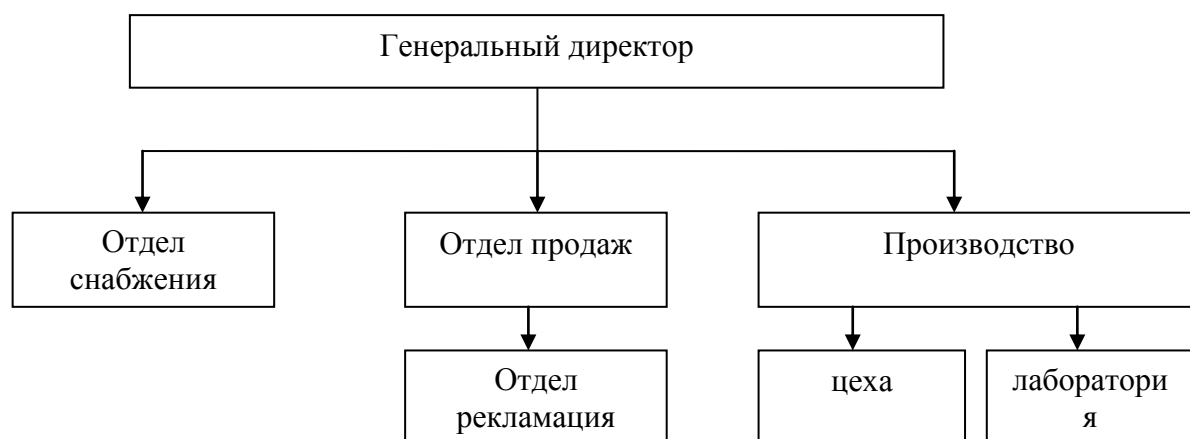 Генеральный директор
Отдел
снабжения
Отдел продаж
Производство
Отдел
рекламация
цеха
лаборатори
я